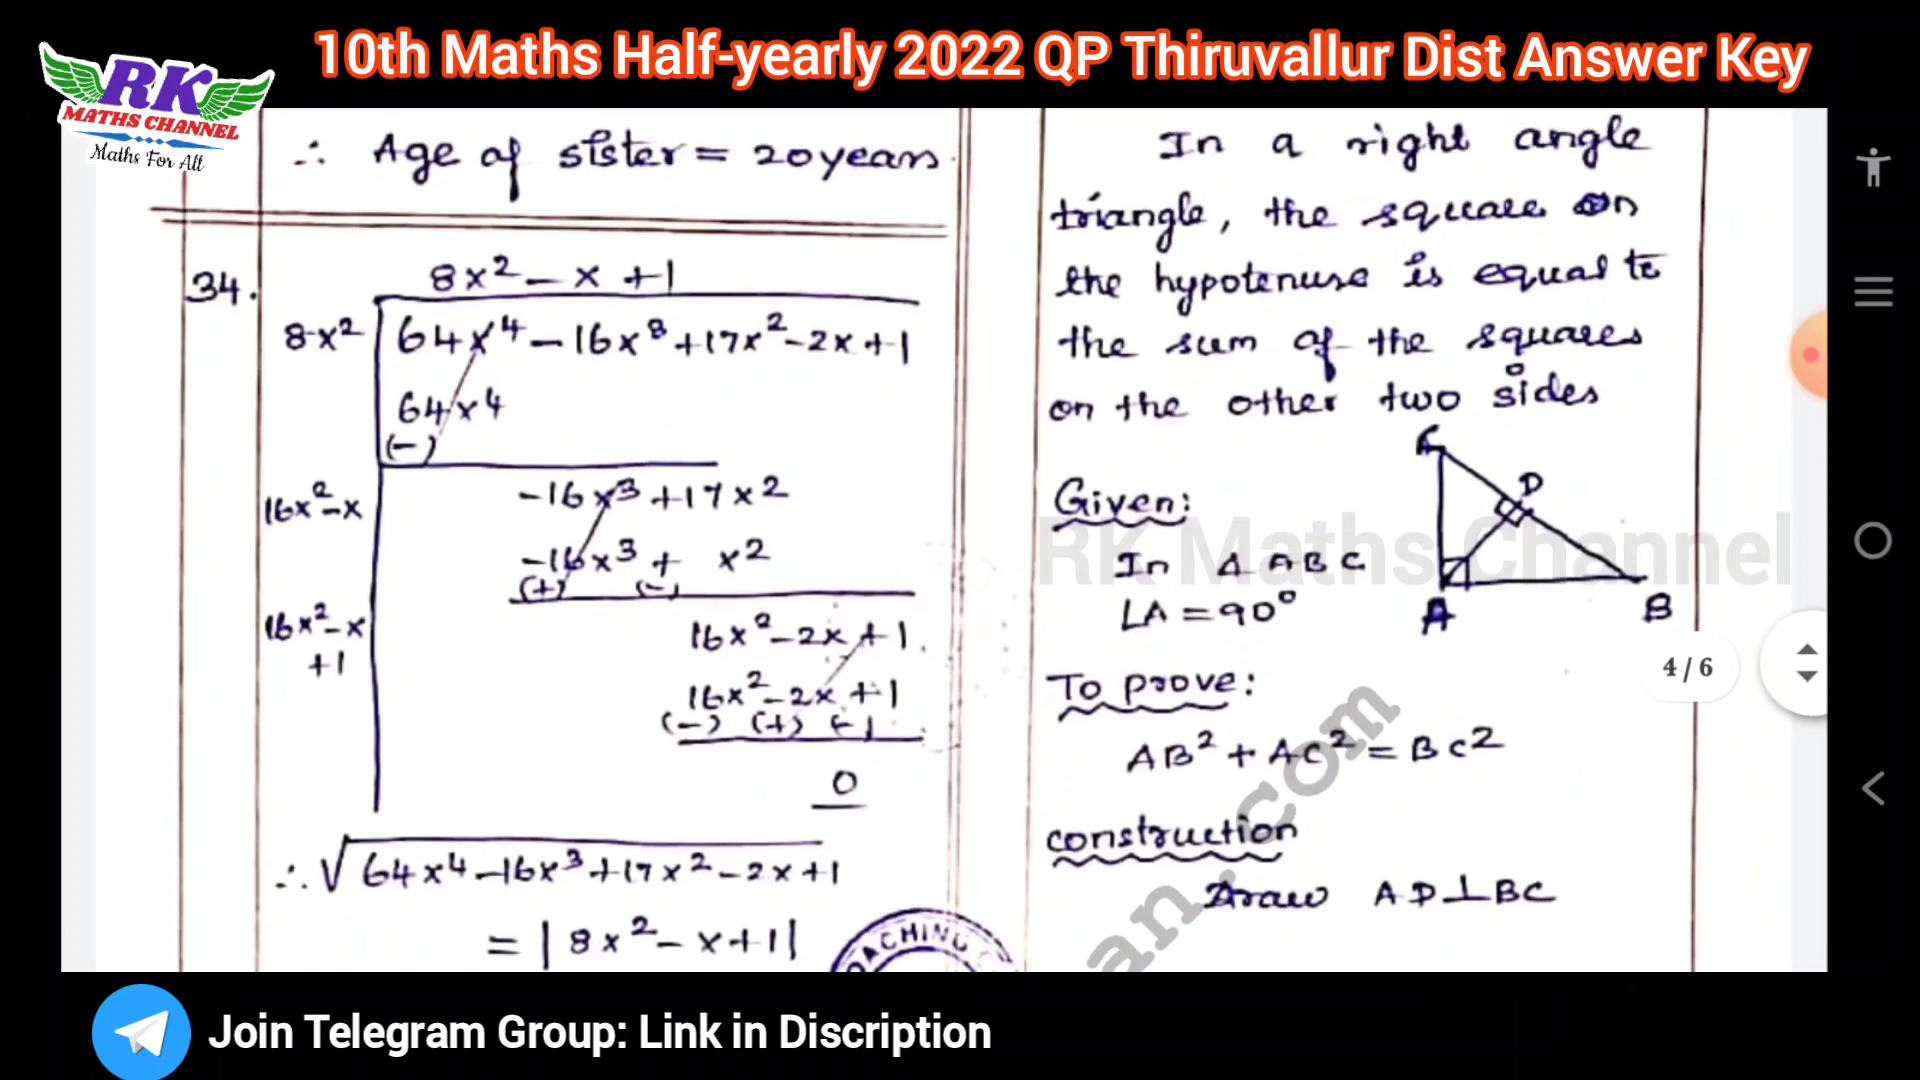 10th Maths Half-yearly 2022 QP Thiruvallur Dist Answer Key
RK
MATHS CHANNEL
Maths For All
∴ Age of sister = 20 years
34.
8x² - x + 1
8x² 64x⁴ - 16x³ + 17x² - 2x + 1
64x⁴
(-)
16x² - x -16x³ + 17x²
-16x³ + x²
(+) (-)
16x² - x 16x² - 2x + 1
+1
16x² - 2x + 1
(-) (+) (-)
0
∴ √64x⁴ - 16x³ + 17x² - 2x + 1
= |8x² - x + 1|
In a right angle
triangle, the square on
the hypotenuse is equal to
the sum of the squares
on the other two sides
C
D
A B
Given:
In Δ ABC
∠A = 90°
To prove:
AB² + AC² = BC²
construction
Draw AD⊥BC
RK Maths Channel
an.com
OACHING
4/6
Join Telegram Group: Link in Discription